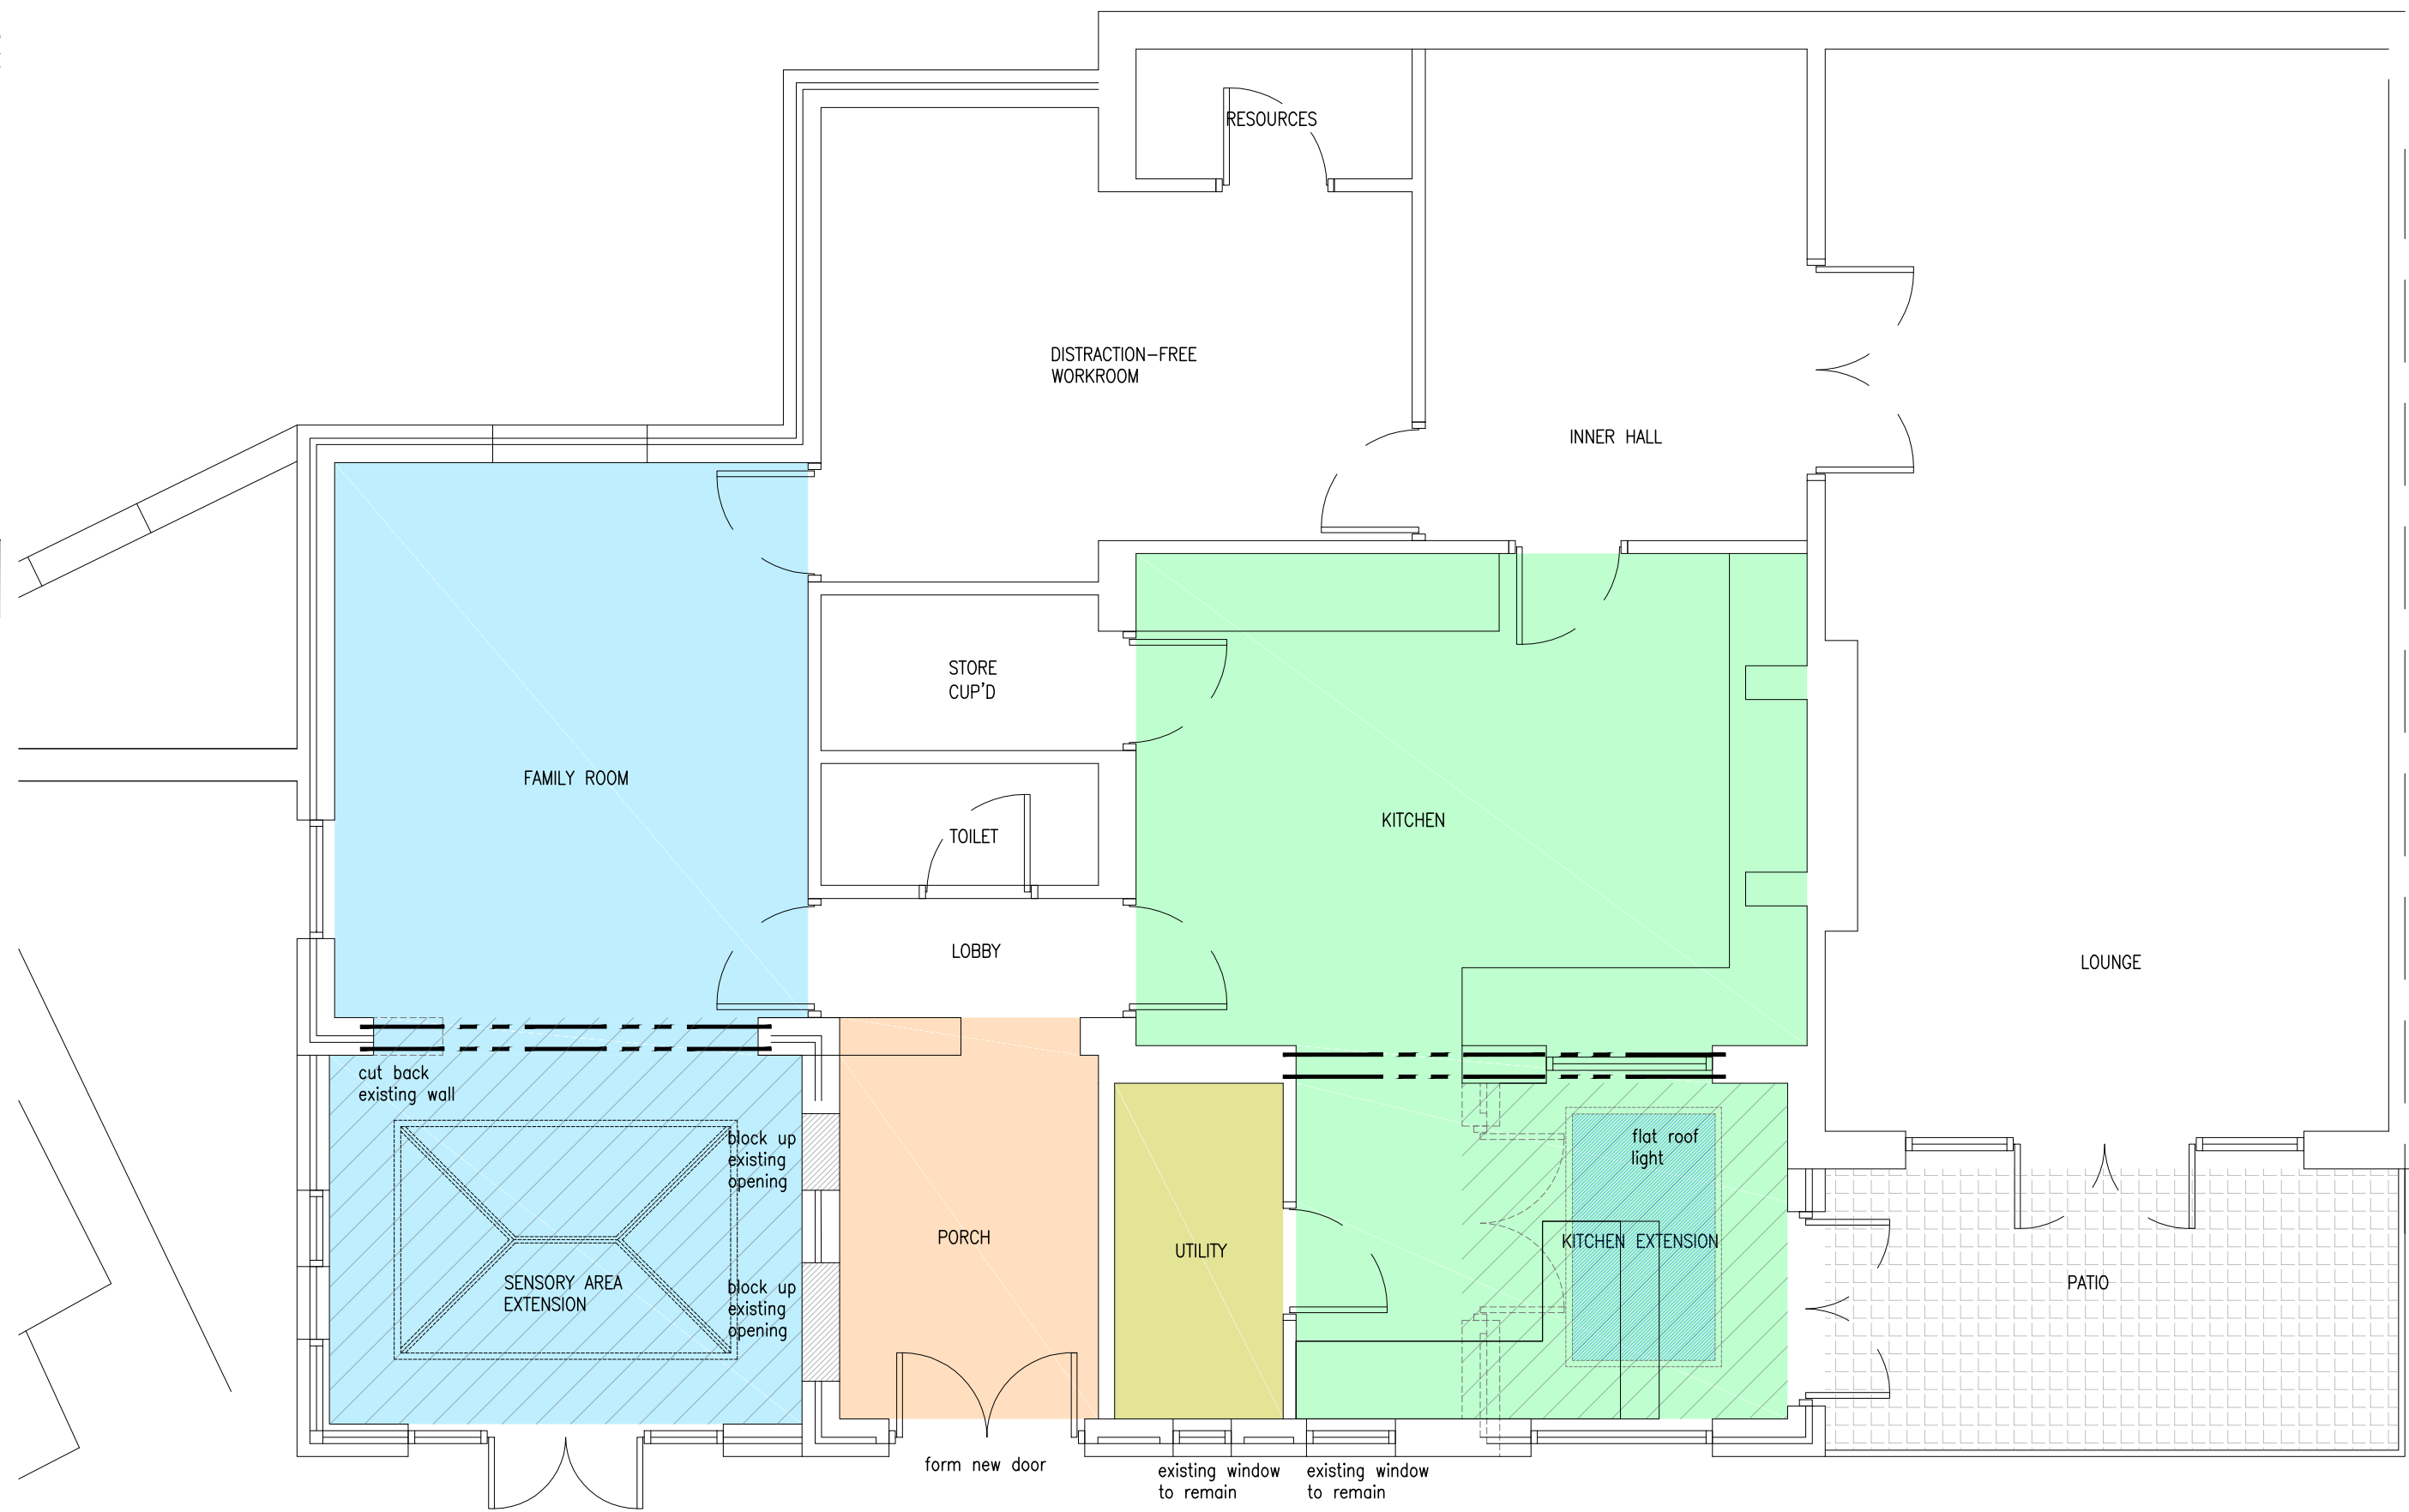 RESOURCES
DISTRACTION-FREE
WORKROOM
INNER HALL
STORE
CUP'D
FAMILY ROOM
KITCHEN
TOILET
LOBBY
LOUNGE
cut back
existing wall
block up
existing
opening
flat roof
light
PORCH
UTILITY
KITCHEN EXTENSION
SENSORY AREA
EXTENSION
block up
existing
opening
PATIO
form new door
existing window
to remain
existing window
to remain